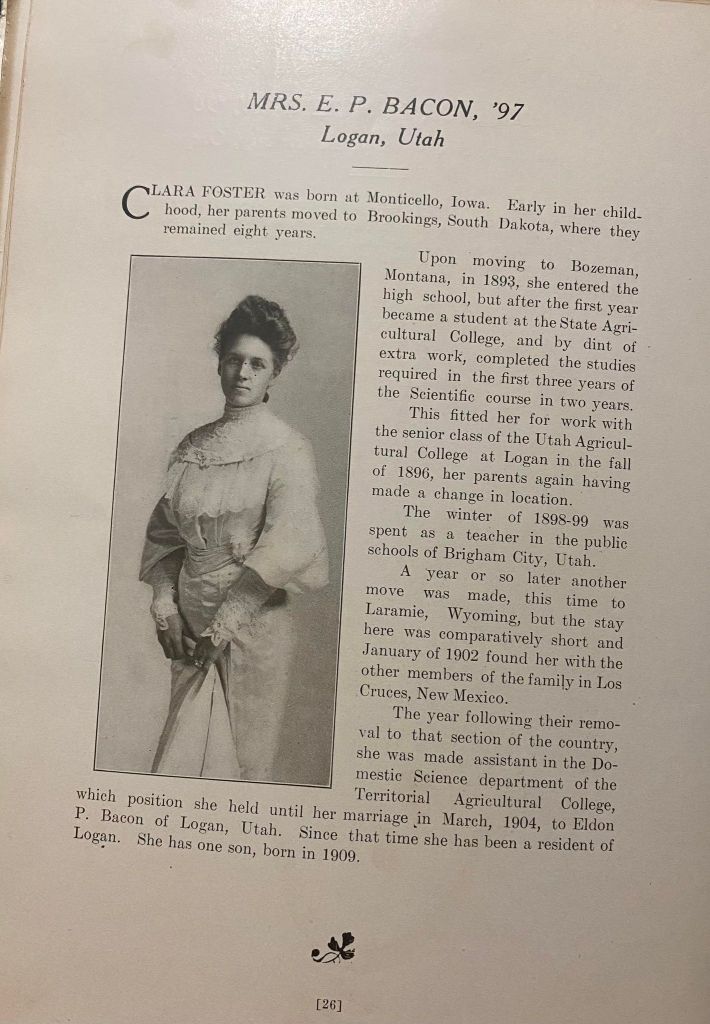 MRS. E. P. BACON, '97
Logan, Utah
CLARA FOSTER was born at Monticello, Iowa. Early in her child-
hood, her parents moved to Brookings, South Dakota, where they
remained eight years.
Upon moving to Bozeman,
Montana, in 1893, she entered the
high school, but after the first year
became a student at the State Agri-
cultural College, and by dint of
extra work, completed the studies
required in the first three years of
the Scientific course in two years.
This fitted her for work with
the senior class of the Utah Agricul-
tural College at Logan in the fall
of 1896, her parents again having
made a change in location.
The winter of 1898-99 was
spent as a teacher in the public
schools of Brigham City, Utah.
A year or so later another
move was made, this time to
Laramie, Wyoming, but the stay
here was comparatively short and
January of 1902 found her with the
other members of the family in Los
Cruces, New Mexico.
The year following their remo-
val to that section of the country,
she was made assistant in the Do-
mestic Science department of the
Territorial Agricultural College,
which position she held until her marriage in March, 1904, to Eldon
P. Bacon of Logan, Utah. Since that time she has been a resident of
Logan. She has one son, born in 1909.
[26]